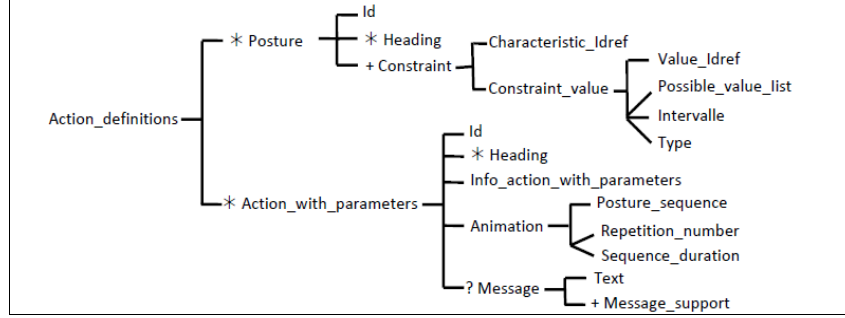 Id
* Posture
* Heading
+ Constraint
Characteristic_Idref
Constraint_value
Value_Idref
Possible_value_list
Intervalle
Type
Action_definitions
* Action_with_parameters
Id
* Heading
Info_action_with_parameters
Animation
Posture_sequence
Repetition_number
Sequence_duration
? Message
Text
+ Message_support